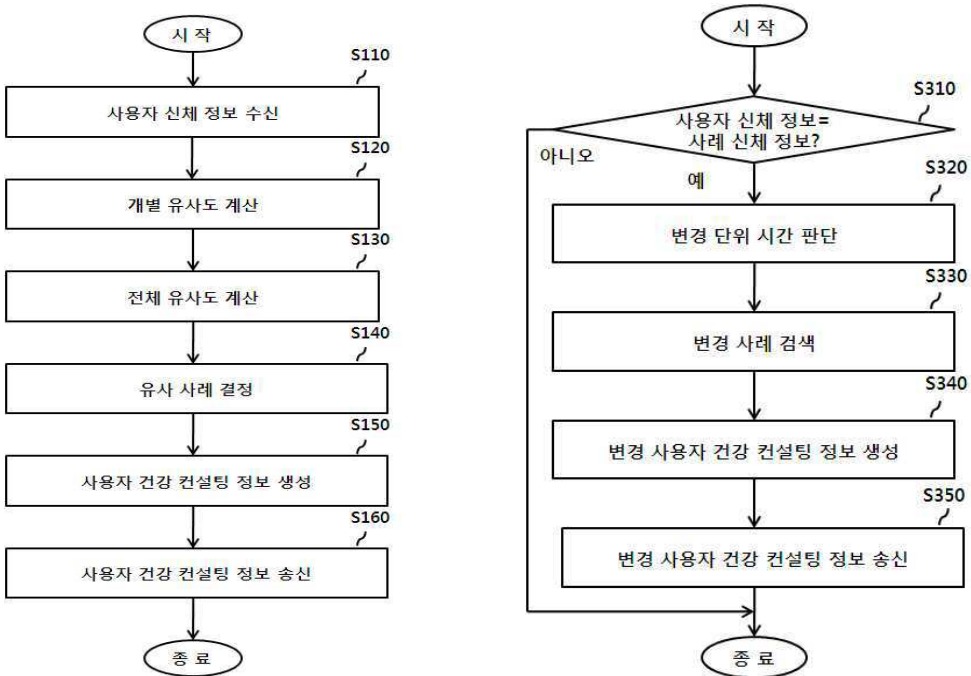 시 작
S110
사용자 신체 정보 수신
S120
개별 유사도 계산
S130
전체 유사도 계산
S140
유사 사례 결정
S150
사용자 건강 컨설팅 정보 생성
S160
사용자 건강 컨설팅 정보 송신
종 료
시 작
S310
사용자 신체 정보=
사례 신체 정보?
아니오
예
S320
변경 단위 시간 판단
S330
변경 사례 검색
S340
변경 사용자 건강 컨설팅 정보 생성
S350
변경 사용자 건강 컨설팅 정보 송신
종 료